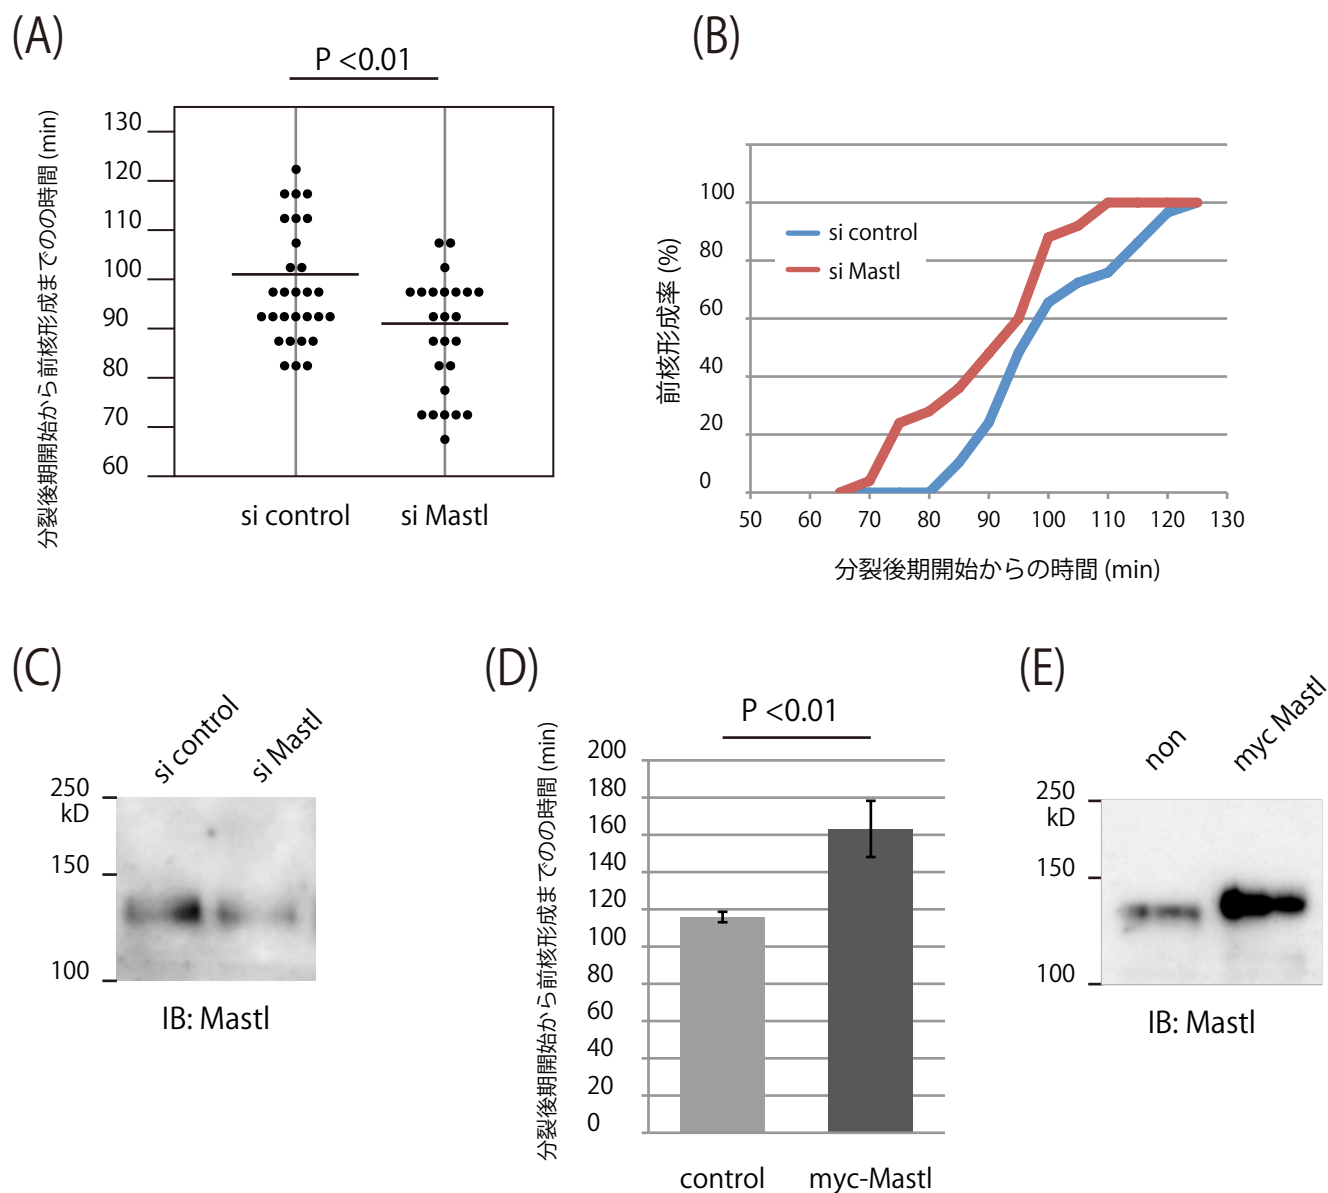 (A)
P <0.01
分裂後期開始から前核形成までのの時間 (min)
130
120
110
100
90
80
70
60
si control
si Mastl
(B)
前核形成率 (%)
100
80
60
40
20
0
si control
si Mastl
50 60 70 80 90 100 110 120 130
分裂後期開始からの時間 (min)
(C)
si control
si Mastl
250
kD
150
100
IB: Mastl
(D)
P <0.01
分裂後期開始から前核形成までのの時間 (min)
200
180
160
140
120
100
80
60
40
20
0
control
myc-Mastl
(E)
non
myc Mastl
250
kD
150
100
IB: Mastl